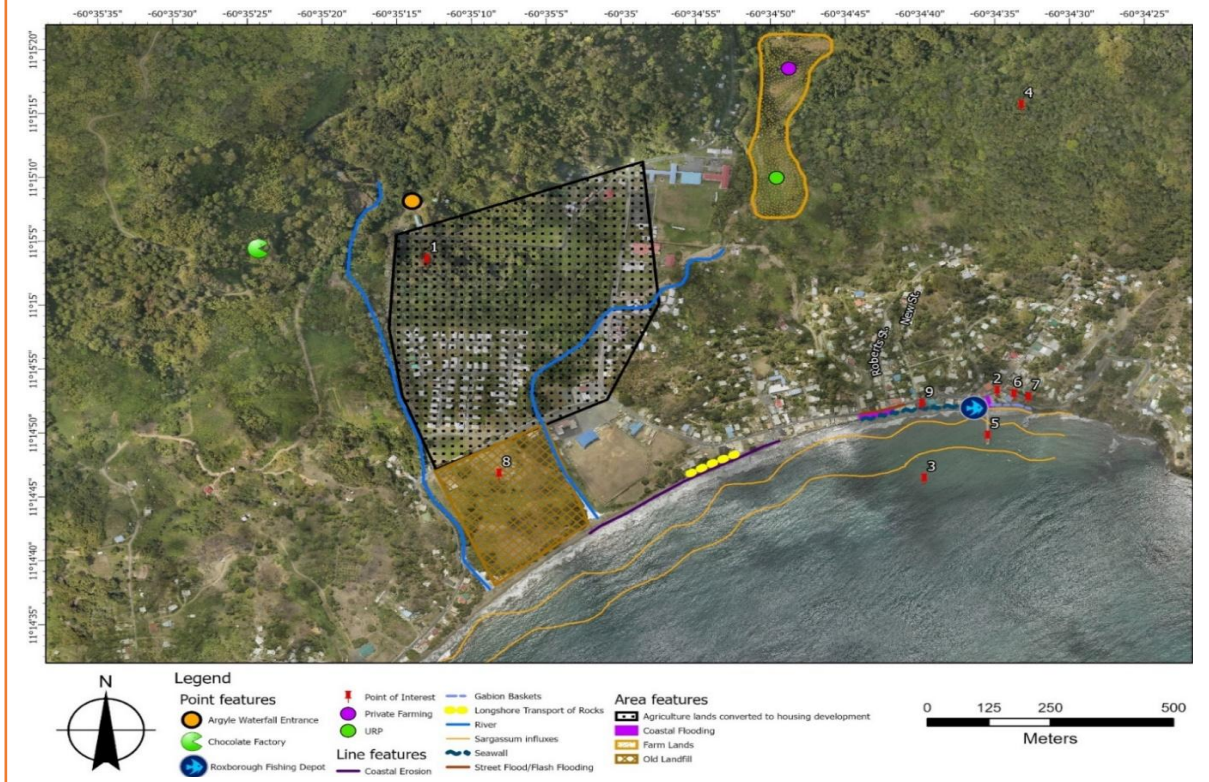 -60°35'35" -60°35'30" -60°35'25" -60°35'20" -60°35'15" -60°35'10" -60°35'5" -60°35' -60°34'55" -60°34'50" -60°34'45" -60°34'40" -60°34'35" -60°34'30" -60°34'25"
11°15'20"
11°15'15"
11°15'10"
11°15'5"
11°15'
11°14'55"
11°14'50"
11°14'45"
11°14'40"
11°14'35"
4
1
New St.
Roberts St.
2
6
7
9
5
8
3
N
Legend
Point features
Argyle Waterfall Entrance
Chocolate Factory
Roxborough Fishing Depot
Point of Interest
Private Farming
URP
Line features
Coastal Erosion
Gabion Baskets
Longshore Transport of Rocks
River
Sargassum influxes
Seawall
Street Flood/Flash Flooding
Area features
Agriculture lands converted to housing development
Coastal Flooding
Farm Lands
Old Landfill
0 125 250 500
Meters